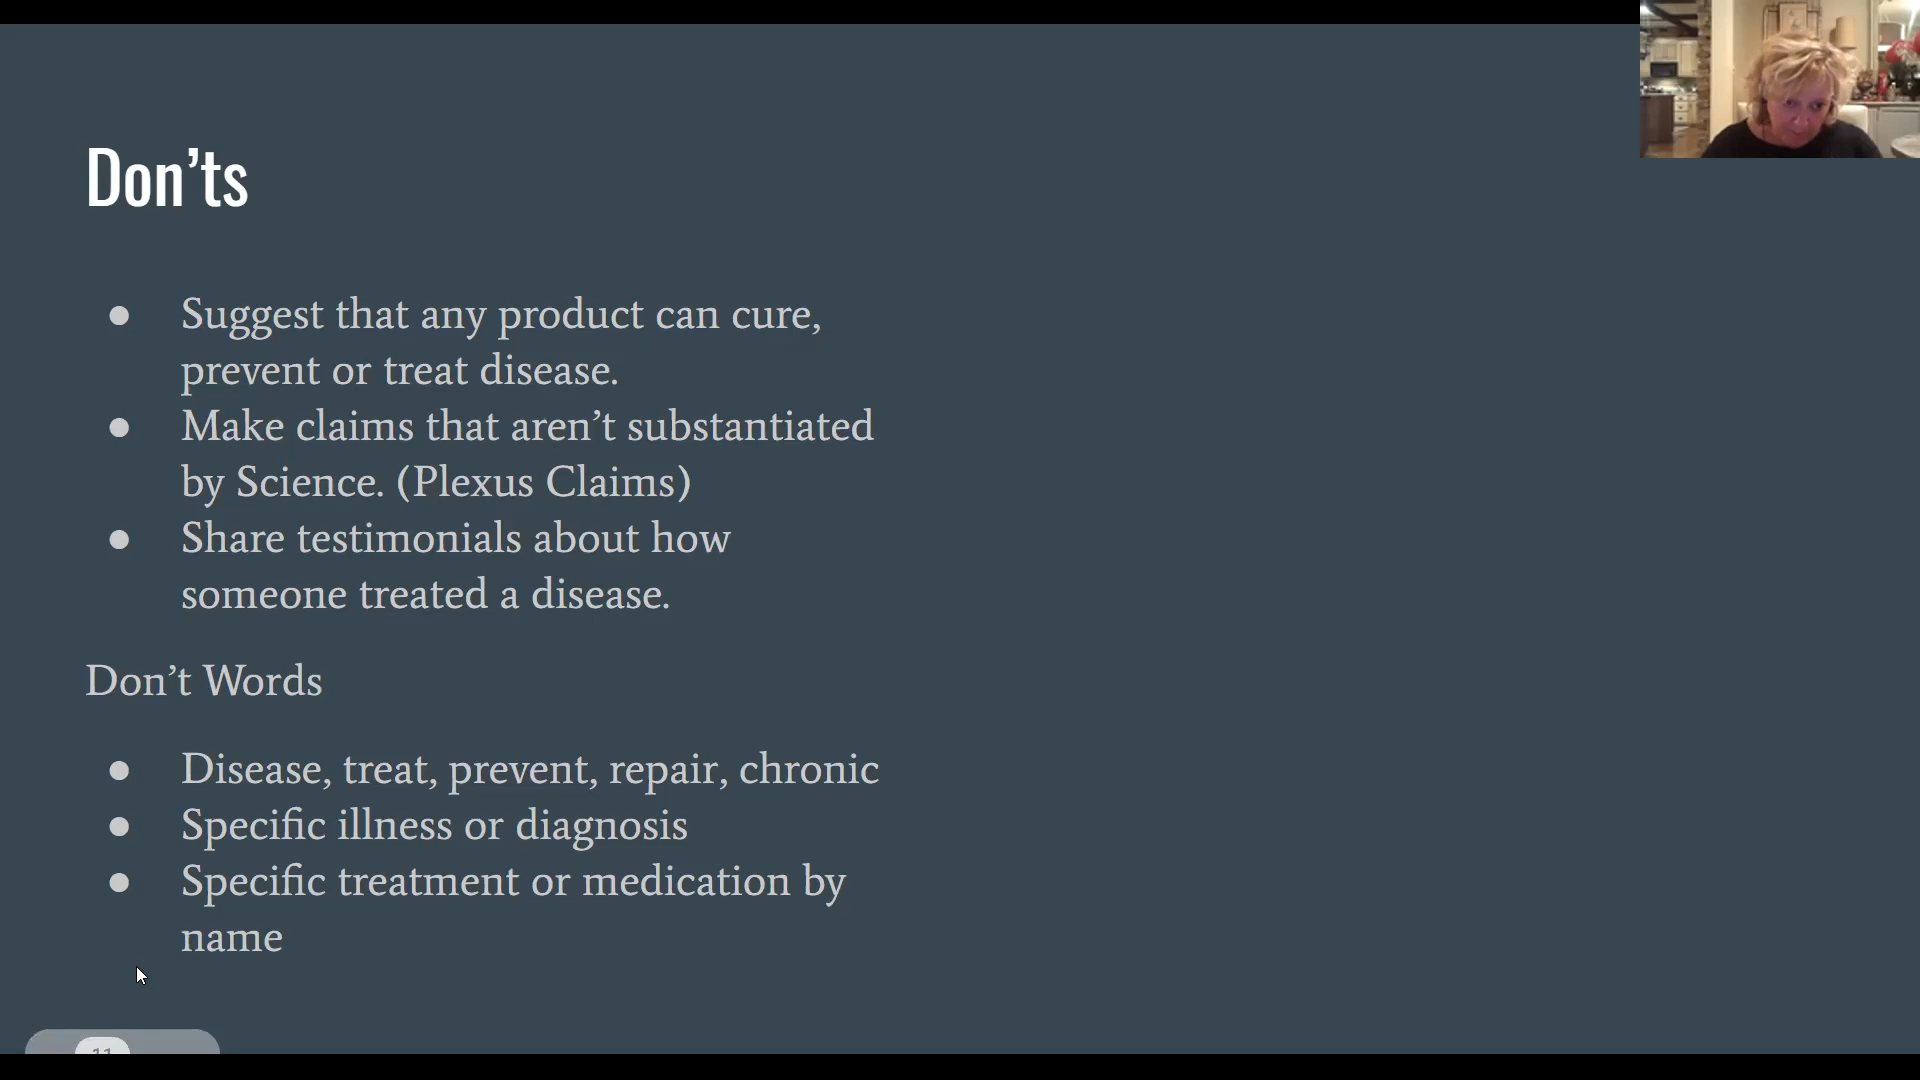 Don’ts
● Suggest that any product can cure,
prevent or treat disease.
● Make claims that aren’t substantiated
by Science. (Plexus Claims)
● Share testimonials about how
someone treated a disease.
Don’t Words
● Disease, treat, prevent, repair, chronic
● Specific illness or diagnosis
● Specific treatment or medication by
name
11